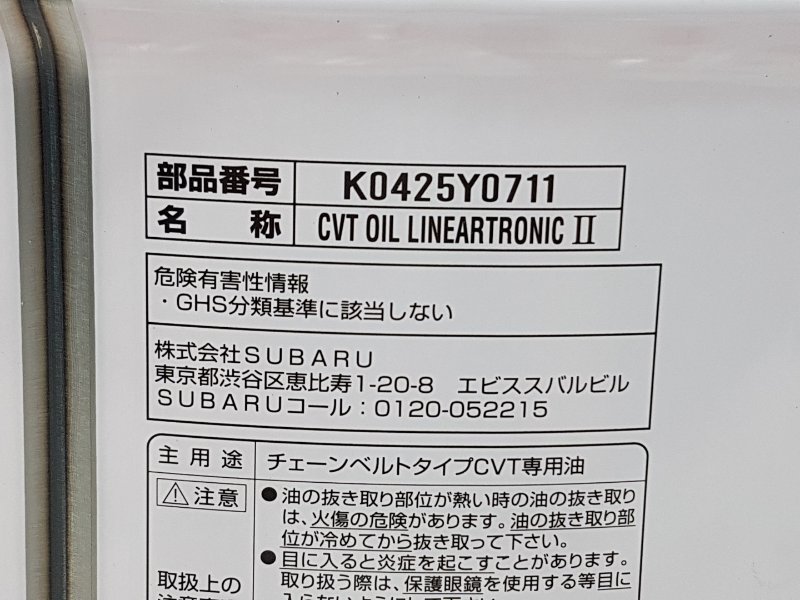 部品番号 K0425Y0711
名 称 CVT OIL LINEARTRONIC II
危険有害性情報
・GHS分類基準に該当しない
株式会社SUBARU
東京都渋谷区恵比寿1-20-8 エビススバルビル
SUBARUコール：0120-052215
主用途 チェーンベルトタイプCVT専用油
⚠注意 ●油の抜き取り部位が熱い時の油の抜き取り
は、火傷の危険があります。油の抜き取り部
位が冷めてから抜き取って下さい。
●目に入ると炎症を起こすことがあります。
取扱上の 取り扱う際は、保護眼鏡を使用する等目に